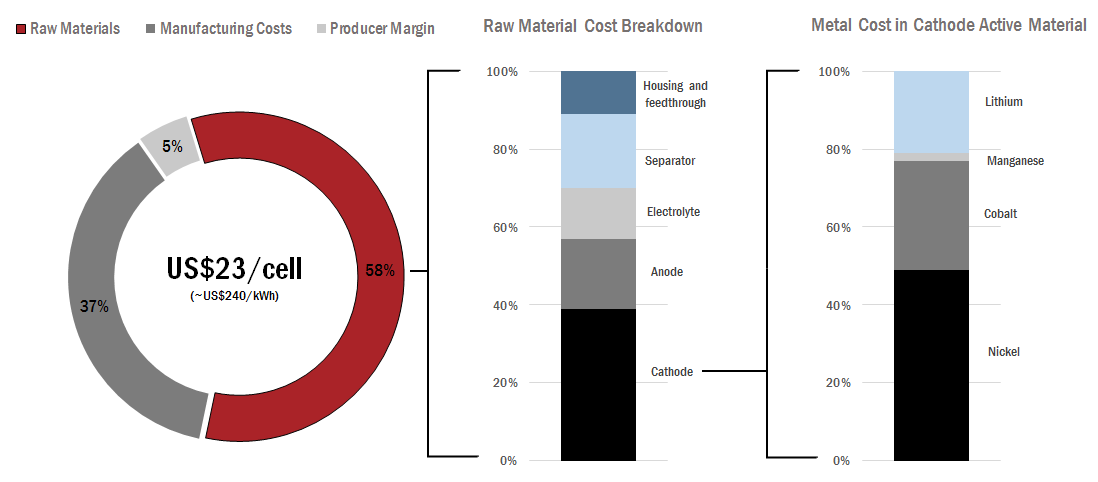 Raw Materials
Manufacturing Costs
Producer Margin
5%
58%
37%
US$23/cell
(~US$240/kWh)
Raw Material Cost Breakdown
100%
80%
60%
40%
20%
0%
Housing and
feedthrough
Separator
Electrolyte
Anode
Cathode
Metal Cost in Cathode Active Material
100%
80%
60%
40%
20%
0%
Lithium
Manganese
Cobalt
Nickel